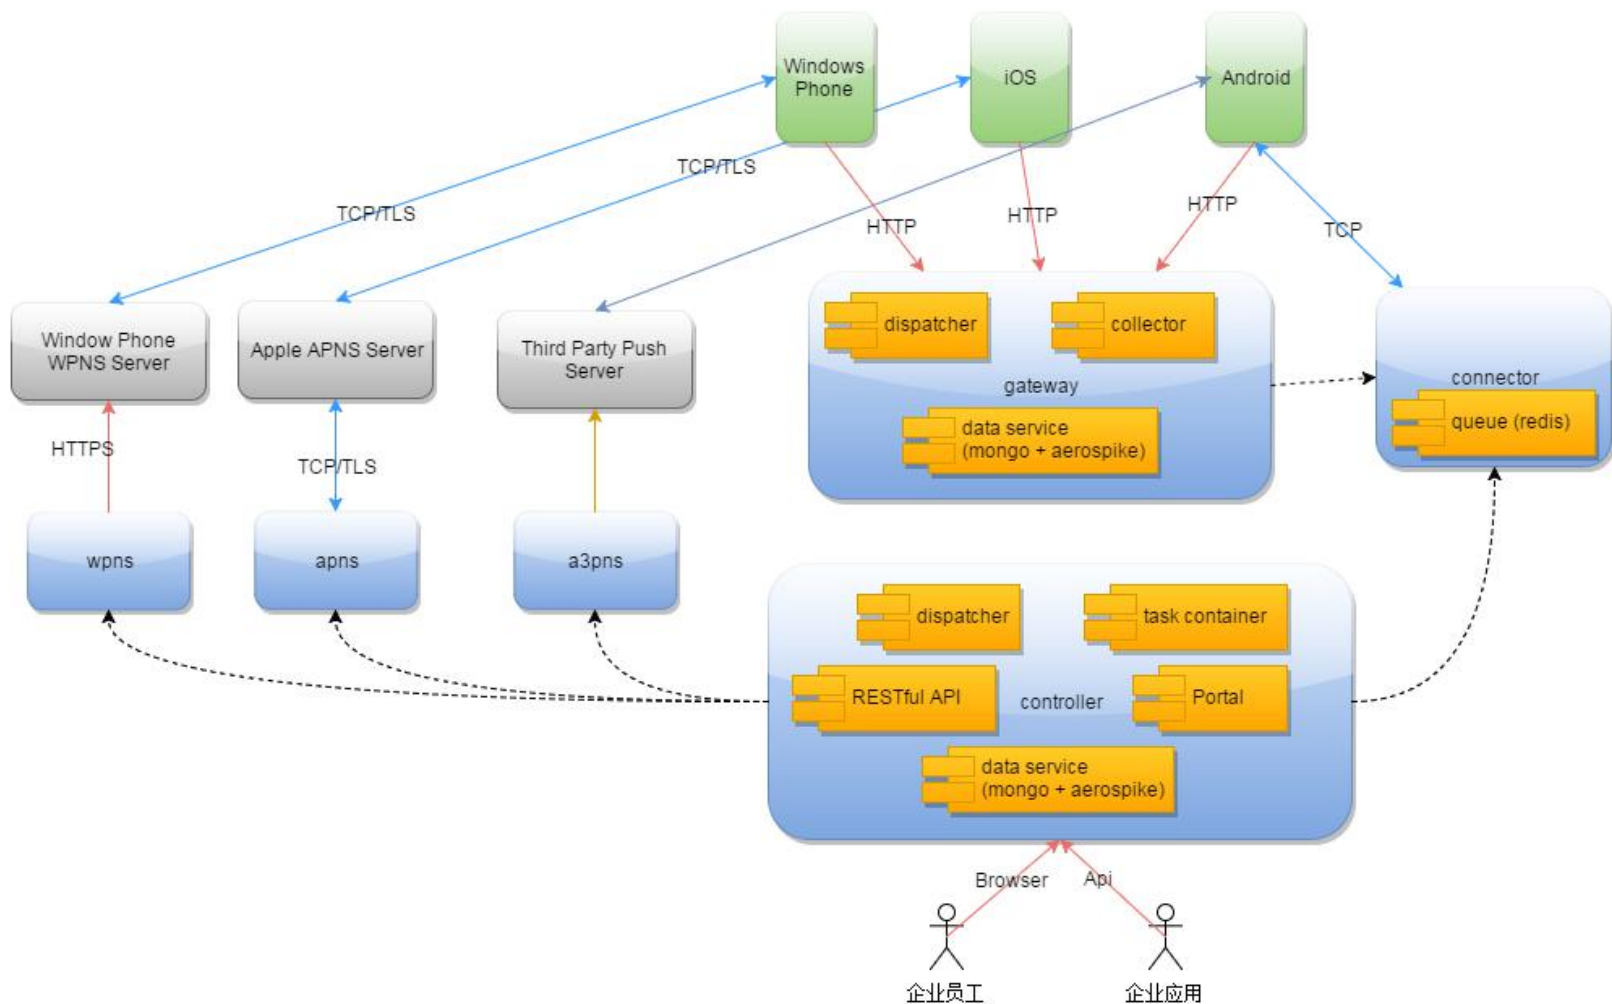 Windows
Phone
iOS
Android
TCP/TLS
TCP/TLS
HTTP
HTTP
HTTP
TCP
Window Phone
WPNS Server
Apple APNS Server
Third Party Push
Server
dispatcher
collector
gateway
data service
(mongo + aerospike)
connector
queue (redis)
HTTPS
TCP/TLS
wpns
apns
a3pns
dispatcher
task container
RESTful API
controller
Portal
data service
(mongo + aerospike)
Browser
Api
企业员工
企业应用